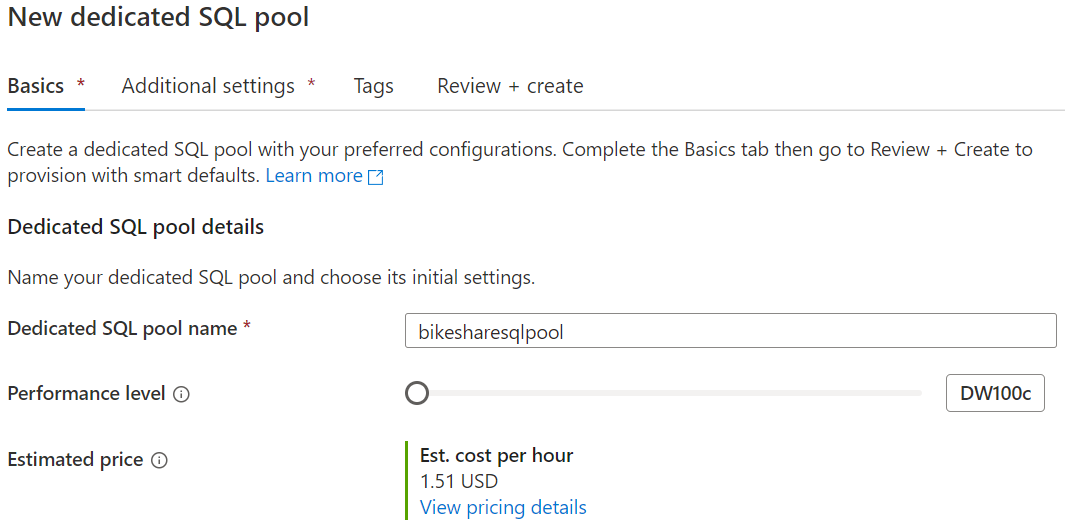 New dedicated SQL pool
Basics * Additional settings * Tags Review + create
Create a dedicated SQL pool with your preferred configurations. Complete the Basics tab then go to Review + Create to
provision with smart defaults. Learn more
Dedicated SQL pool details
Name your dedicated SQL pool and choose its initial settings.
Dedicated SQL pool name * bikesharesqlpool
Performance level DW100c
Estimated price Est. cost per hour
1.51 USD
View pricing details